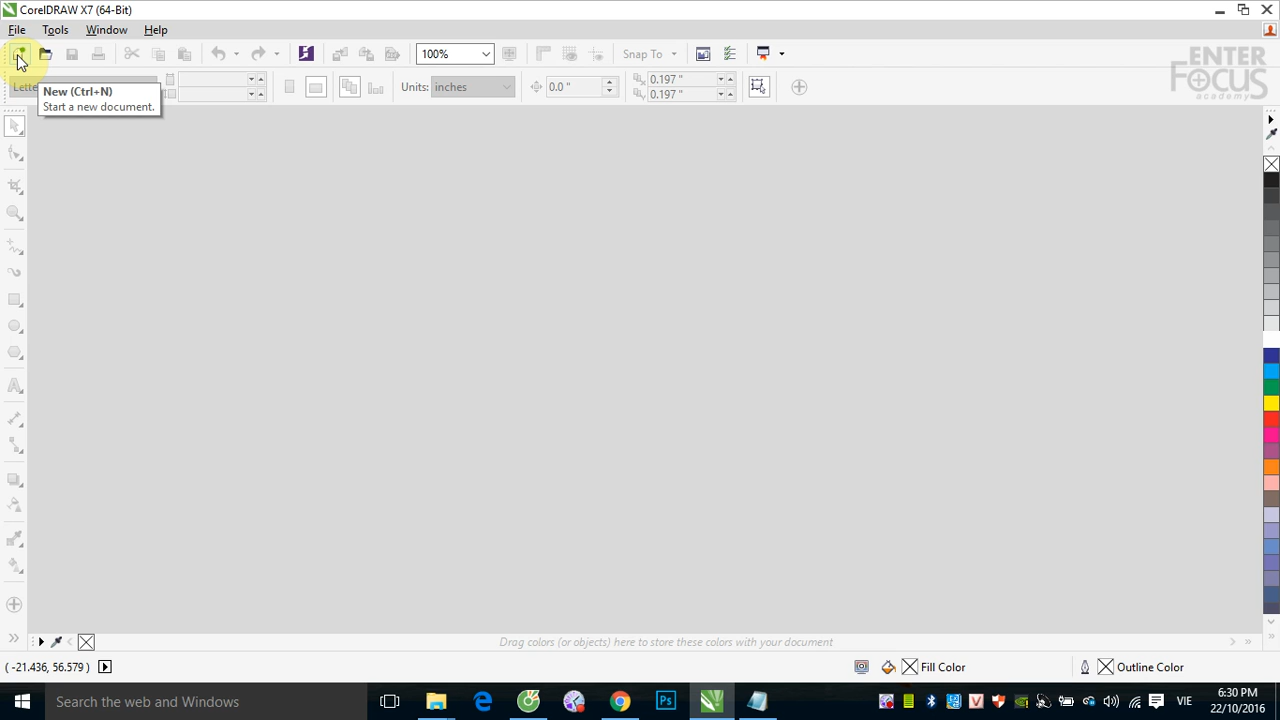 CorelDRAW X7 (64-Bit)
File Tools Window Help
100% Snap To
ENTER
FOCUS
academy
Lette Units: inches 0.0 " 0.197 "
0.197 "
New (Ctrl+N)
Start a new document.
Drag colors (or objects) here to store these colors with your document
( -21.436, 56.579 ) Fill Color Outline Color
Search the web and Windows
Ps
VIE
6:30 PM
22/10/2016